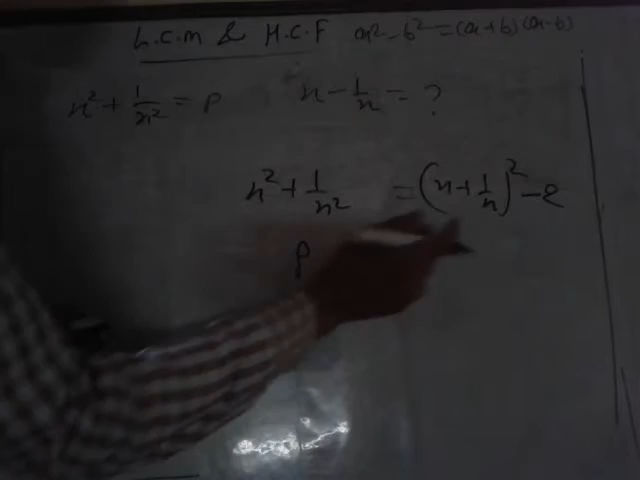 L.C.M & H.C.F a² - b² = (a+b)(a-b)
x² + 1/x² = P x - 1/x = ?
x² + 1/x² = (x + 1/x)² - 2
P